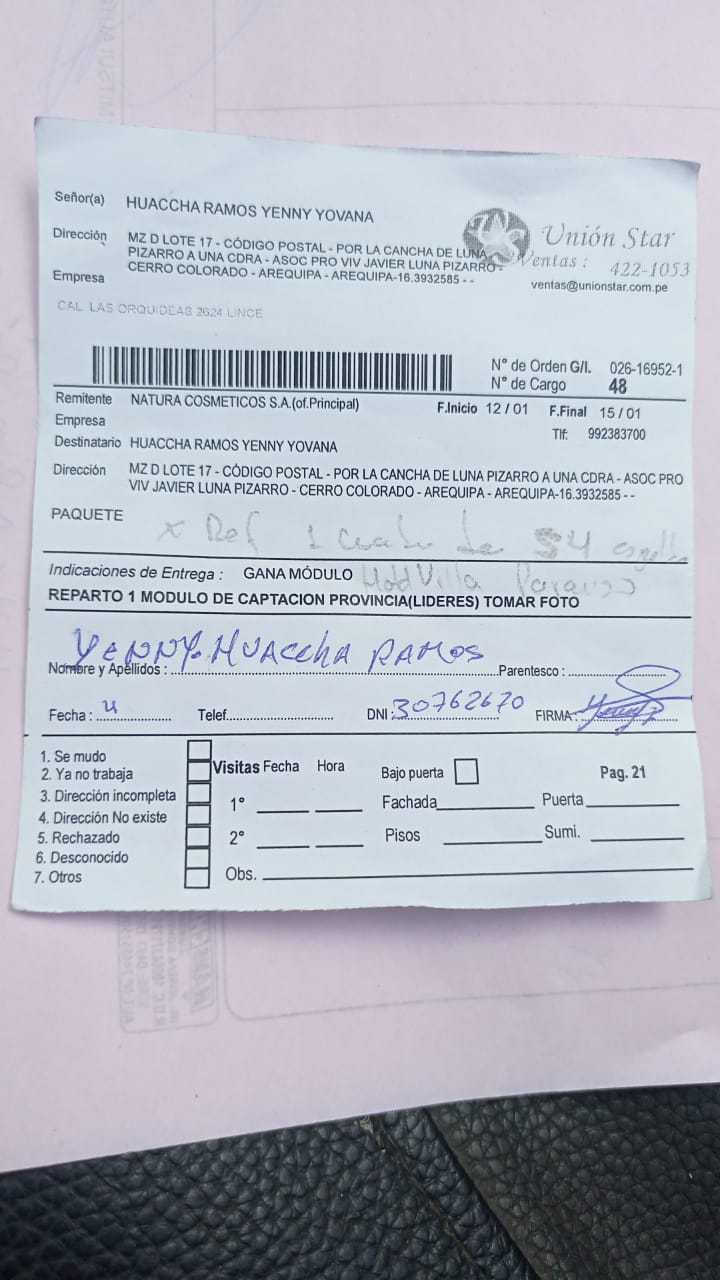 Señor(a) HUACCHA RAMOS YENNY YOVANA
Unión Star
Ventas : 422-1053
ventas@unionstar.com.pe
Dirección MZ D LOTE 17 - CÓDIGO POSTAL - POR LA CANCHA DE LUNA
PIZARRO A UNA CDRA - ASOC PRO VIV JAVIER LUNA PIZARRO -
CERRO COLORADO - AREQUIPA - AREQUIPA-16.3932585 - -
Empresa
CAL. LAS ORQUIDEAS 2624 LINCE
N° de Orden G/I. 026-16952-1
N° de Cargo 48
Remitente NATURA COSMETICOS S.A.(of.Principal) F.Inicio 12 / 01 F.Final 15 / 01
Empresa Tlf: 992383700
Destinatario HUACCHA RAMOS YENNY YOVANA
Dirección MZ D LOTE 17 - CÓDIGO POSTAL - POR LA CANCHA DE LUNA PIZARRO A UNA CDRA - ASOC PRO
VIV JAVIER LUNA PIZARRO - CERRO COLORADO - AREQUIPA - AREQUIPA-16.3932585 - -
PAQUETE
x Ref 1
Indicaciones de Entrega : GANA MÓDULO
Villa
REPARTO 1 MODULO DE CAPTACION PROVINCIA(LIDERES) TOMAR FOTO
YENNY HUACCHA RAMOS
Nombre y Apellidos : Parentesco :
Fecha : Telef. DNI : 30762670 FIRMA :
1. Se mudo
2. Ya no trabaja
3. Dirección incompleta
4. Dirección No existe
5. Rechazado
6. Desconocido
7. Otros
Visitas Fecha Hora Bajo puerta Pag. 21
1° Fachada Puerta
2° Pisos Sumi.
Obs.